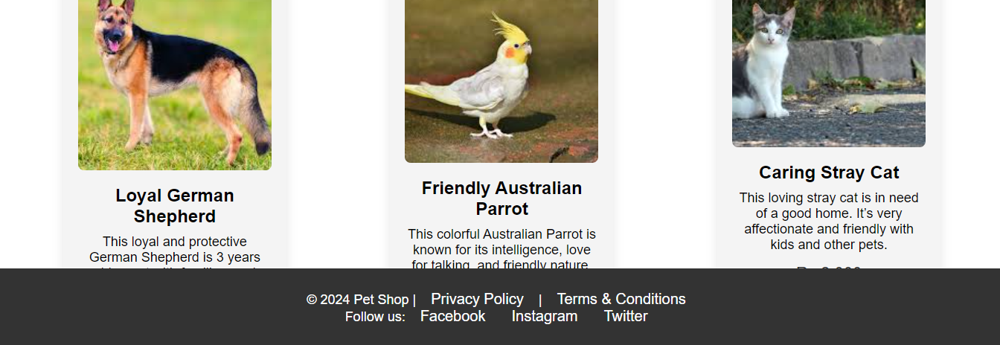 Loyal German
Shepherd
This loyal and protective
German Shepherd is 3 years
Friendly Australian
Parrot
This colorful Australian Parrot is
known for its intelligence, love
for talking, and friendly nature.
Caring Stray Cat
This loving stray cat is in need
of a good home. It’s very
affectionate and friendly with
kids and other pets.
© 2024 Pet Shop | Privacy Policy | Terms & Conditions
Follow us: Facebook Instagram Twitter